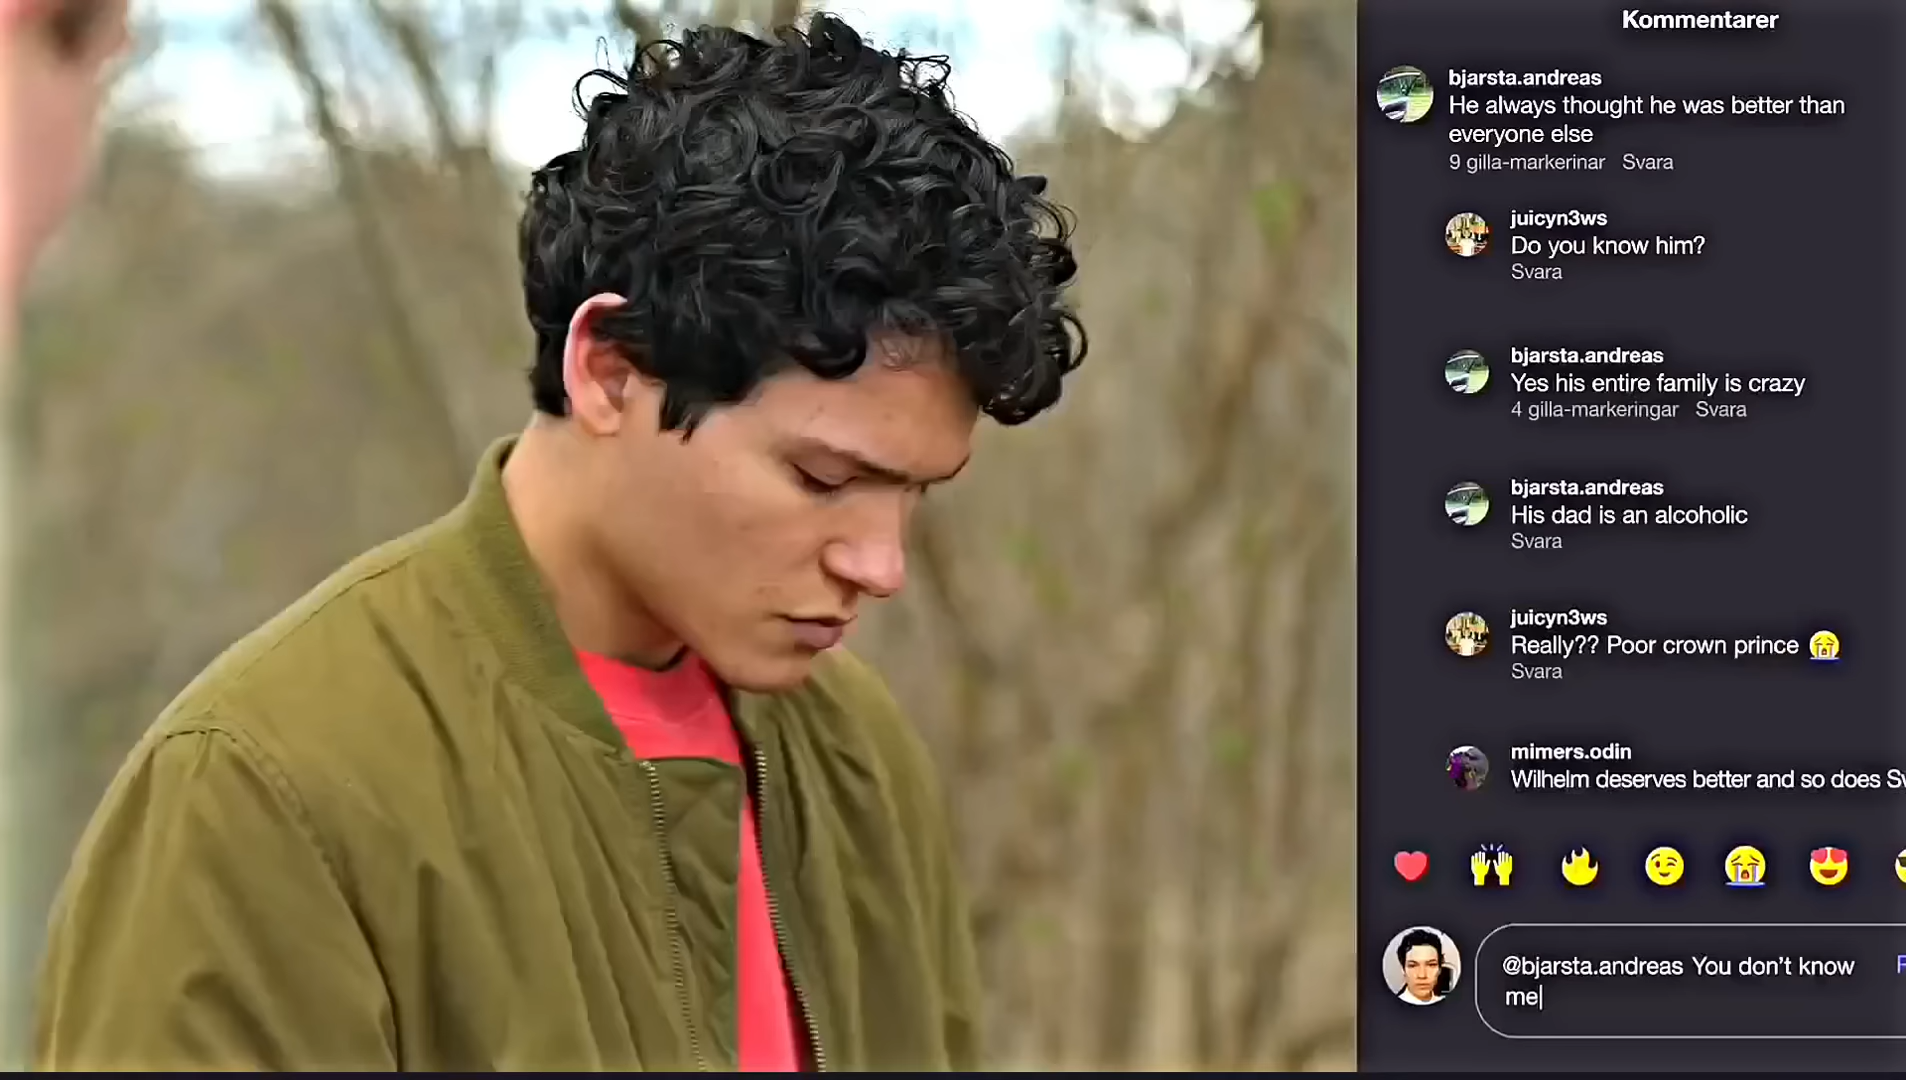 Kommentarer
bjarsta.andreas
He always thought he was better than
everyone else
9 gilla-markerinar Svara
juicyn3ws
Do you know him?
Svara
bjarsta.andreas
Yes his entire family is crazy
4 gilla-markeringar Svara
bjarsta.andreas
His dad is an alcoholic
Svara
juicyn3ws
Really?? Poor crown prince 😭
Svara
mimers.odin
Wilhelm deserves better and so does
@bjarsta.andreas You don't know
me